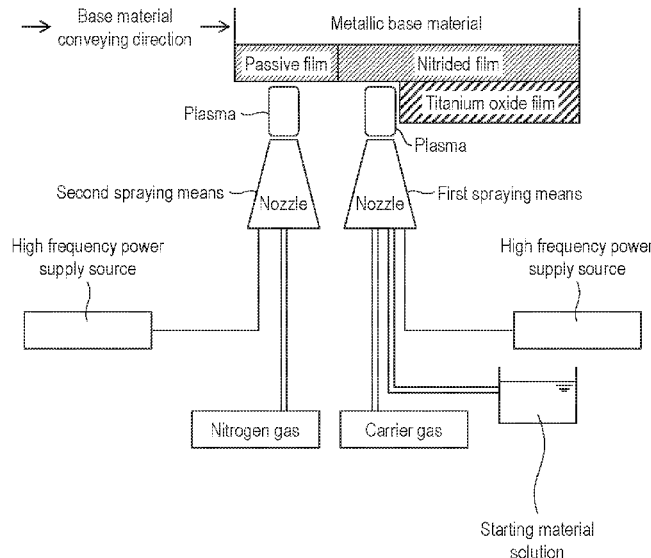 Base material
conveying direction
Metallic base material
Passive film
Nitrided film
Titanium oxide film
Plasma
Plasma
Second spraying means
Nozzle
Nozzle
First spraying means
High frequency power
supply source
High frequency power
supply source
Nitrogen gas
Carrier gas
Starting material
solution